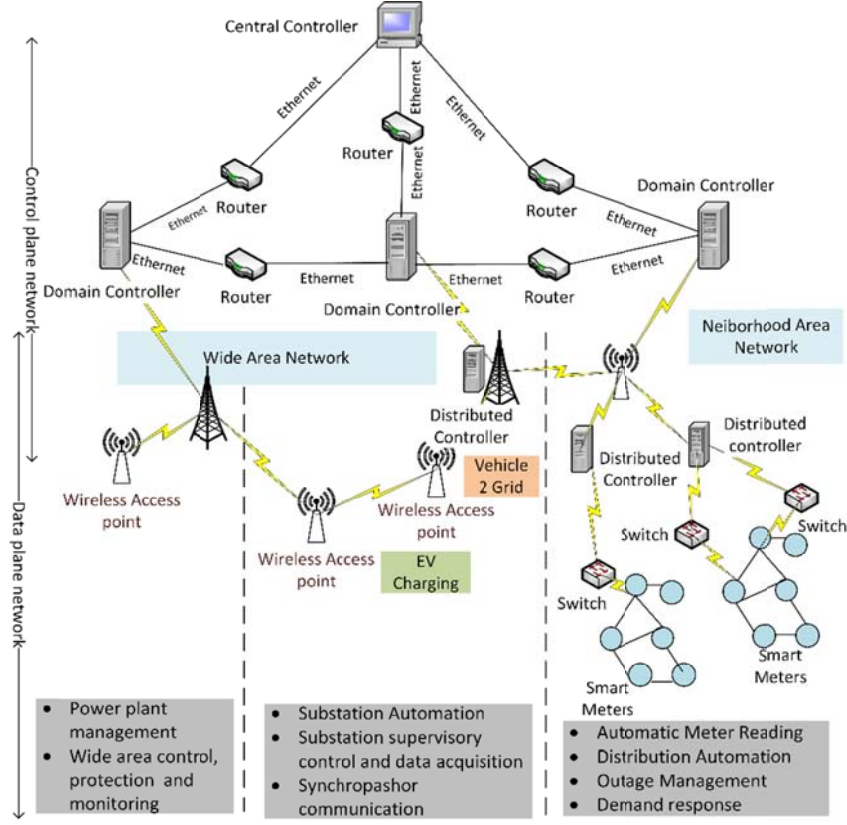 Central Controller
Ethernet
Ethernet
Ethernet
Router
Ethernet
Router
Router
Domain Controller
Ethernet
Ethernet
Ethernet
Ethernet
Ethernet
Ethernet
Domain Controller
Router
Domain Controller
Router
Control plane network
Wide Area Network
Neiborhood Area
Network
Distributed
Controller
Distributed
controller
Distributed
Controller
Vehicle
2 Grid
Wireless Access
point
Wireless Access
point
Wireless Access
point
EV
Charging
Switch
Switch
Switch
Data plane network
Smart
Meters
Smart
Meters
• Power plant
management
• Wide area control,
protection and
monitoring
• Substation Automation
• Substation supervisory
control and data acquisition
• Synchropashor
communication
• Automatic Meter Reading
• Distribution Automation
• Outage Management
• Demand response